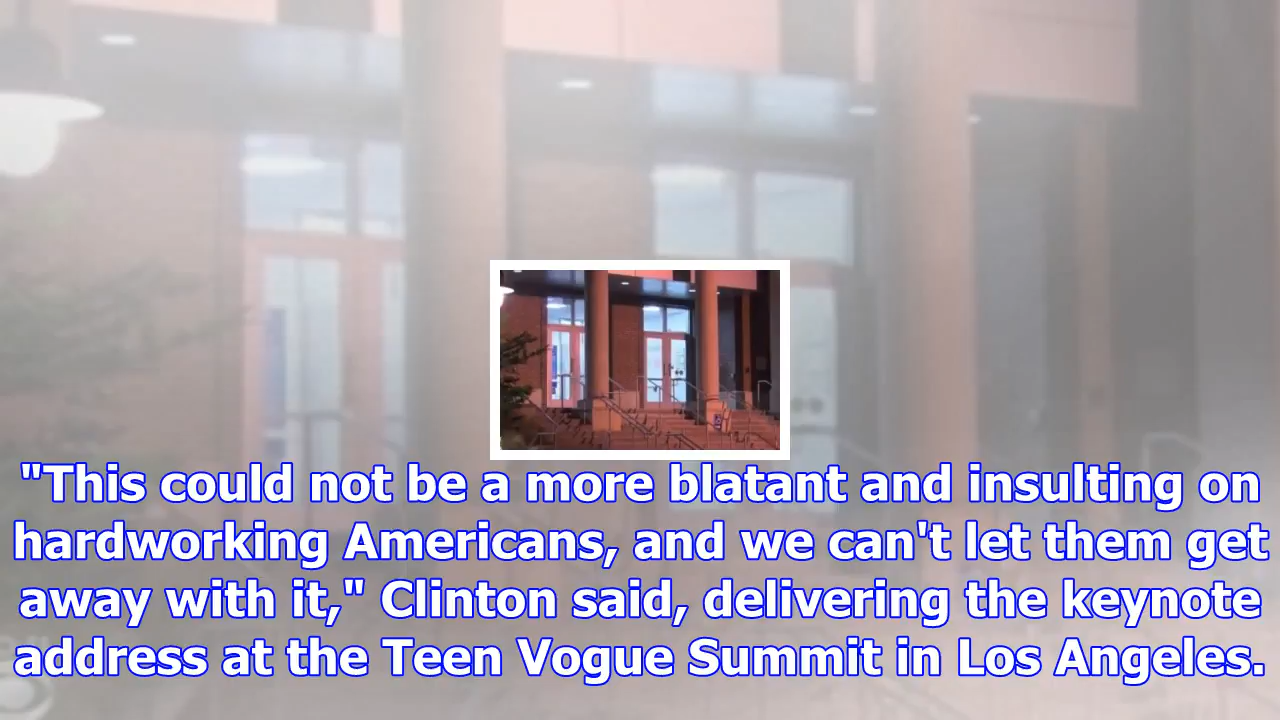 "This could not be a more blatant and insulting on
hardworking Americans, and we can't let them get
away with it," Clinton said, delivering the keynote
address at the Teen Vogue Summit in Los Angeles.